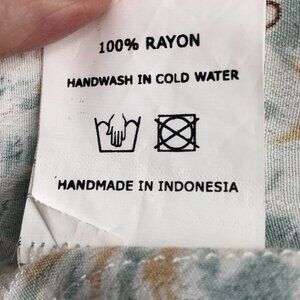 100% RAYON
HANDWASH IN COLD WATER
HANDMADE IN INDONESIA